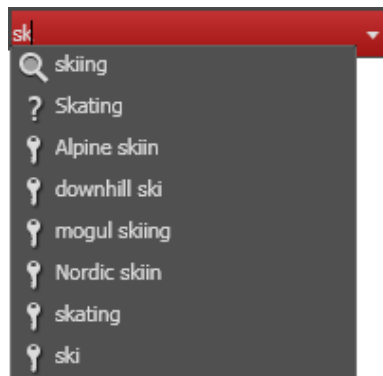 sk
skiing
Skating
Alpine skiin
downhill ski
mogul skiing
Nordic skiin
skating
ski